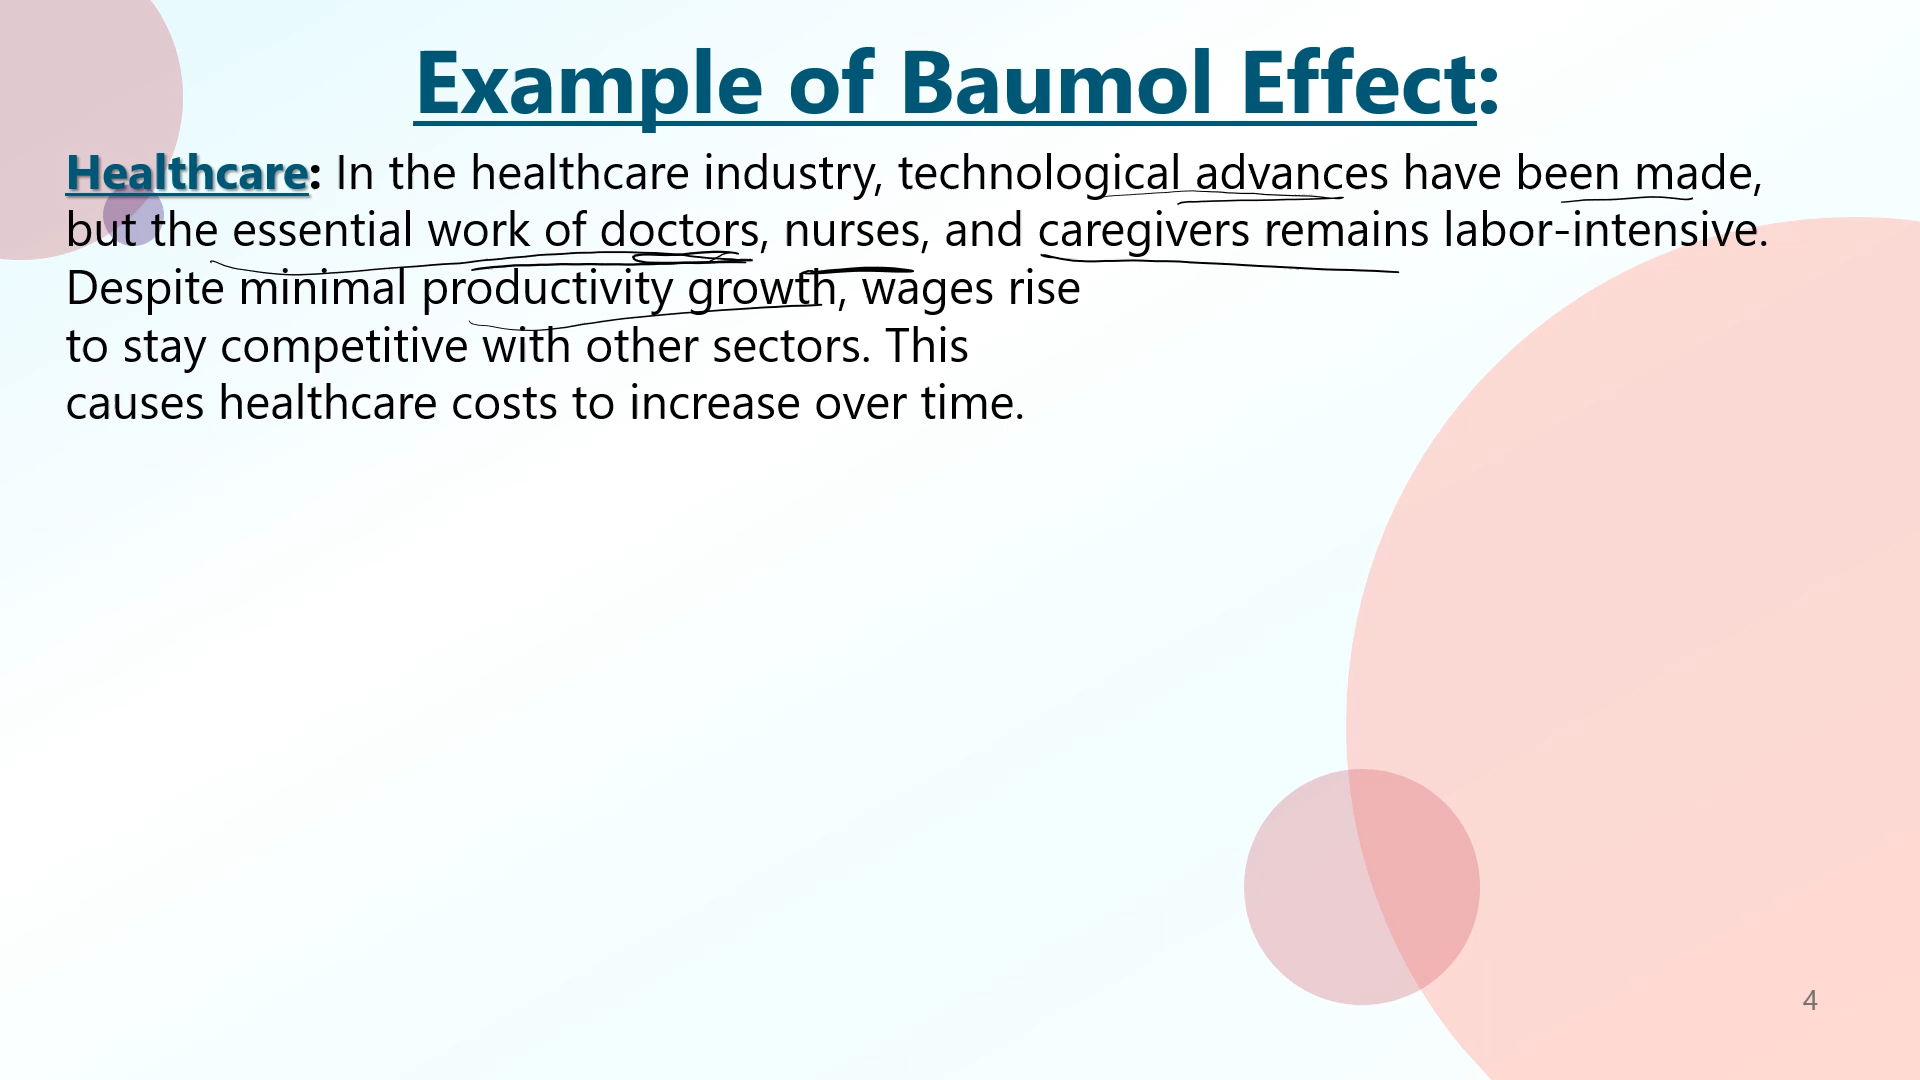 Example of Baumol Effect:
Healthcare: In the healthcare industry, technological advances have been made,
but the essential work of doctors, nurses, and caregivers remains labor-intensive.
Despite minimal productivity growth, wages rise
to stay competitive with other sectors. This
causes healthcare costs to increase over time.
4